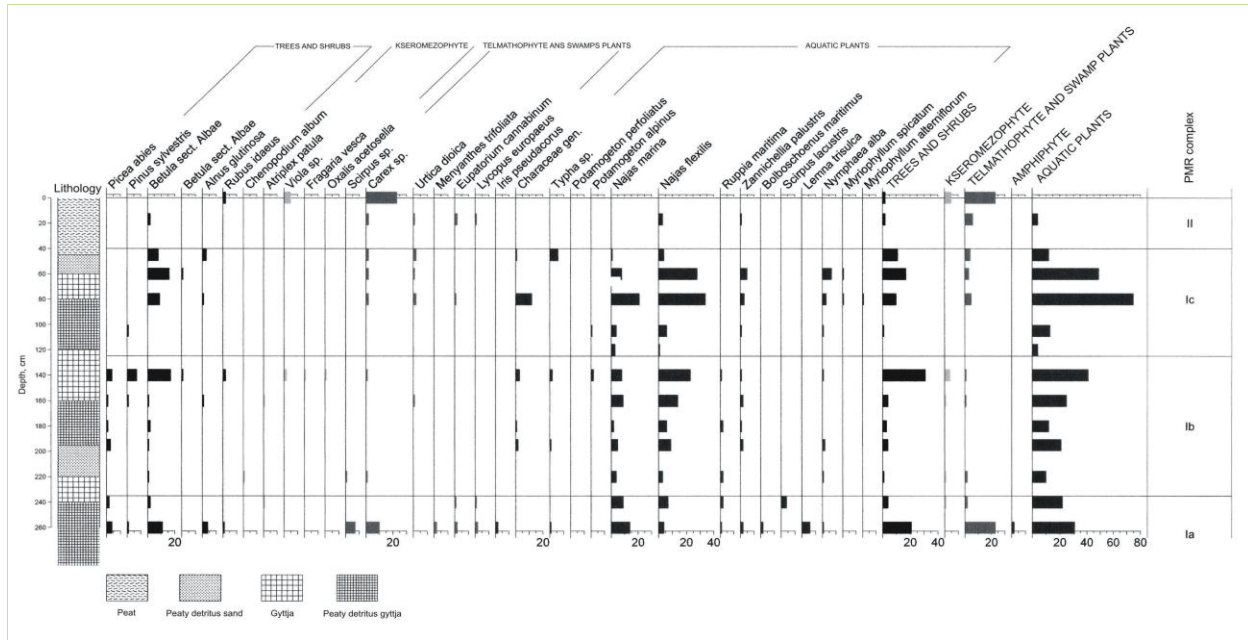 TREES AND SHRUBS
KSEROMEZOPHYTE
TELMATHOPHYTE ANS SWAMPS PLANTS
AQUATIC PLANTS
Lithology
Picea abies
Pinus sylvestris
Betula sect. Albae
Betula sect. Albae
Alnus glutinosa
Rubus idaeus
Chenopodium album
Atriplex patula
Viola sp.
Fragaria vesca
Oxalis acetosella
Scirpus sp.
Carex sp.
Urtica dioica
Menyanthes trifoliata
Eupatorium cannabinum
Lycopus europaeus
Iris pseudacorus
Characeae gen.
Typha sp.
Potamogeton perfoliatus
Potamogeton alpinus
Najas marina
Najas flexilis
Ruppia maritima
Zannichellia palustris
Bolboschoenus maritimus
Scirpus lacustris
Lemna trisulca
Nymphaea alba
Myriophyllum spicatum
Myriophyllum alterniflorum
TREES AND SHRUBS
KSEROMEZOPHYTE
TELMATHOPHYTE AND SWAMP PLANTS
AMPHIPHYTE
AQUATIC PLANTS
PMR complex
Depth, cm
0
20
40
60
80
100
120
140
160
180
200
220
240
260
II
Ic
Ib
Ia
20
20
20
20 40
20 40
20
20 40 60 80
Peat
Peaty detritus sand
Gyttja
Peaty detritus gyttja